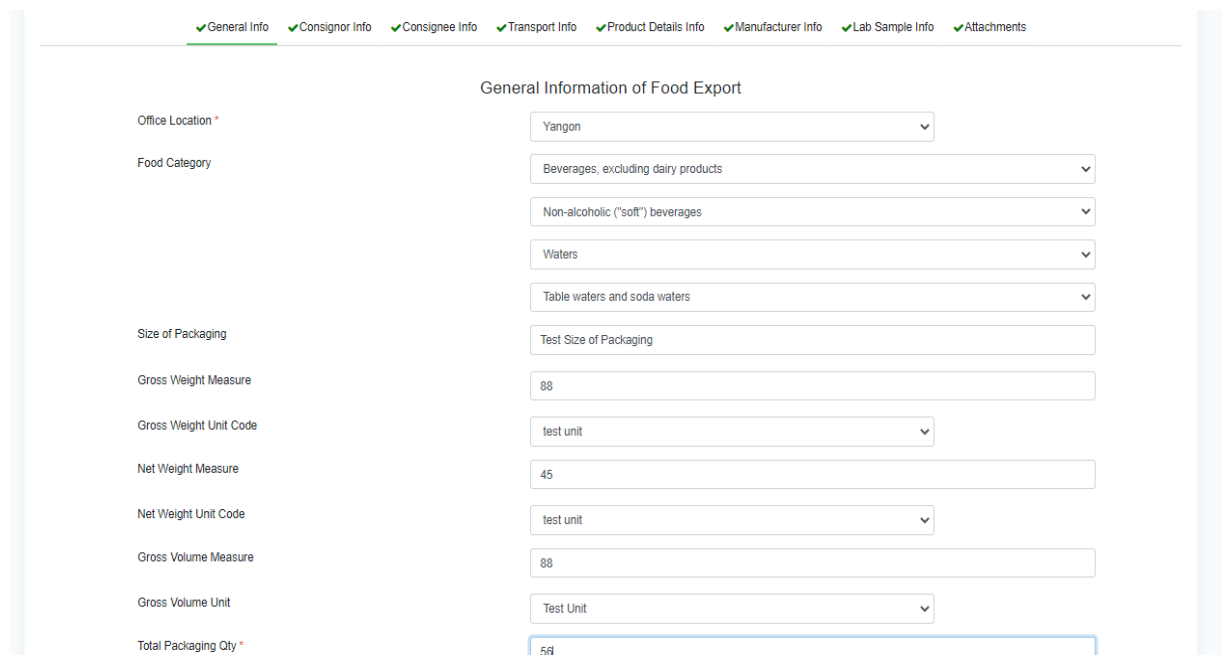 General Info Consignor Info Consignee Info Transport Info Product Details Info Manufacturer Info Lab Sample Info Attachments
General Information of Food Export
Office Location * Yangon
Food Category Beverages, excluding dairy products
Non-alcoholic ("soft") beverages
Waters
Table waters and soda waters
Size of Packaging Test Size of Packaging
Gross Weight Measure 88
Gross Weight Unit Code test unit
Net Weight Measure 45
Net Weight Unit Code test unit
Gross Volume Measure 88
Gross Volume Unit Test Unit
Total Packaging Qty * 56